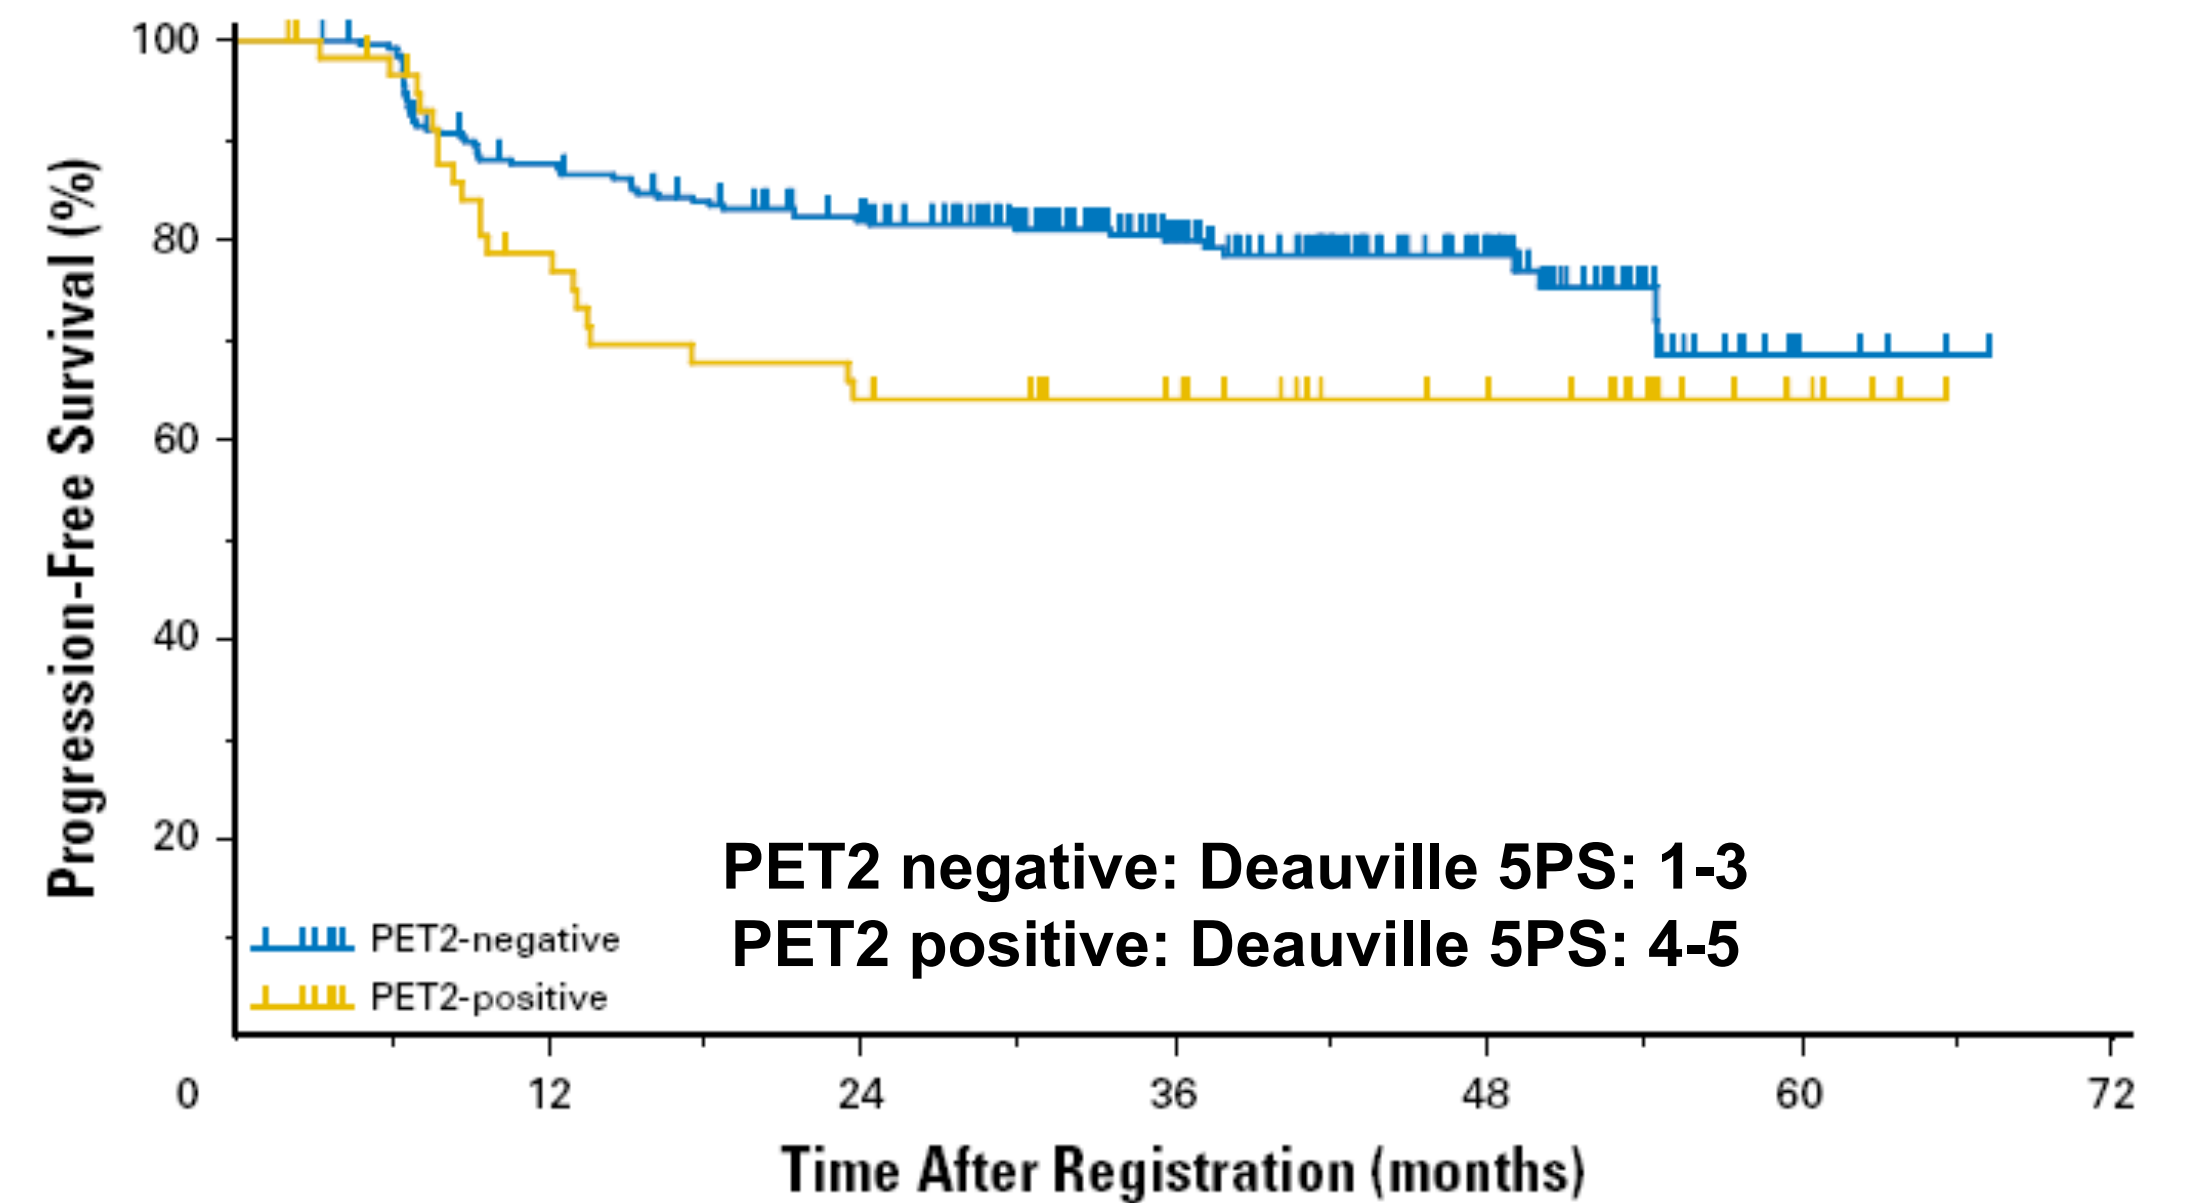 Progression-Free Survival (%)
100
80
60
40
20
0
PET2 negative: Deauville 5PS: 1-3
PET2 positive: Deauville 5PS: 4-5
PET2-negative
PET2-positive
12 24 36 48 60 72
Time After Registration (months)